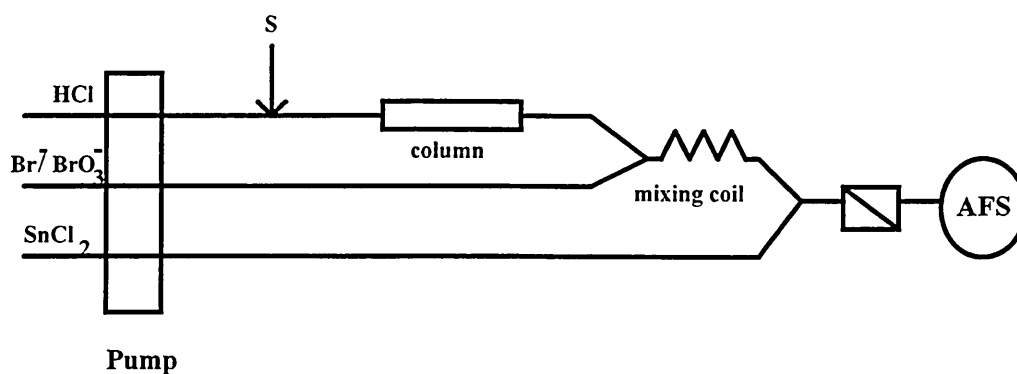 S
HCl
column
Br⁻/ BrO₃⁻
mixing coil
AFS
SnCl₂
Pump